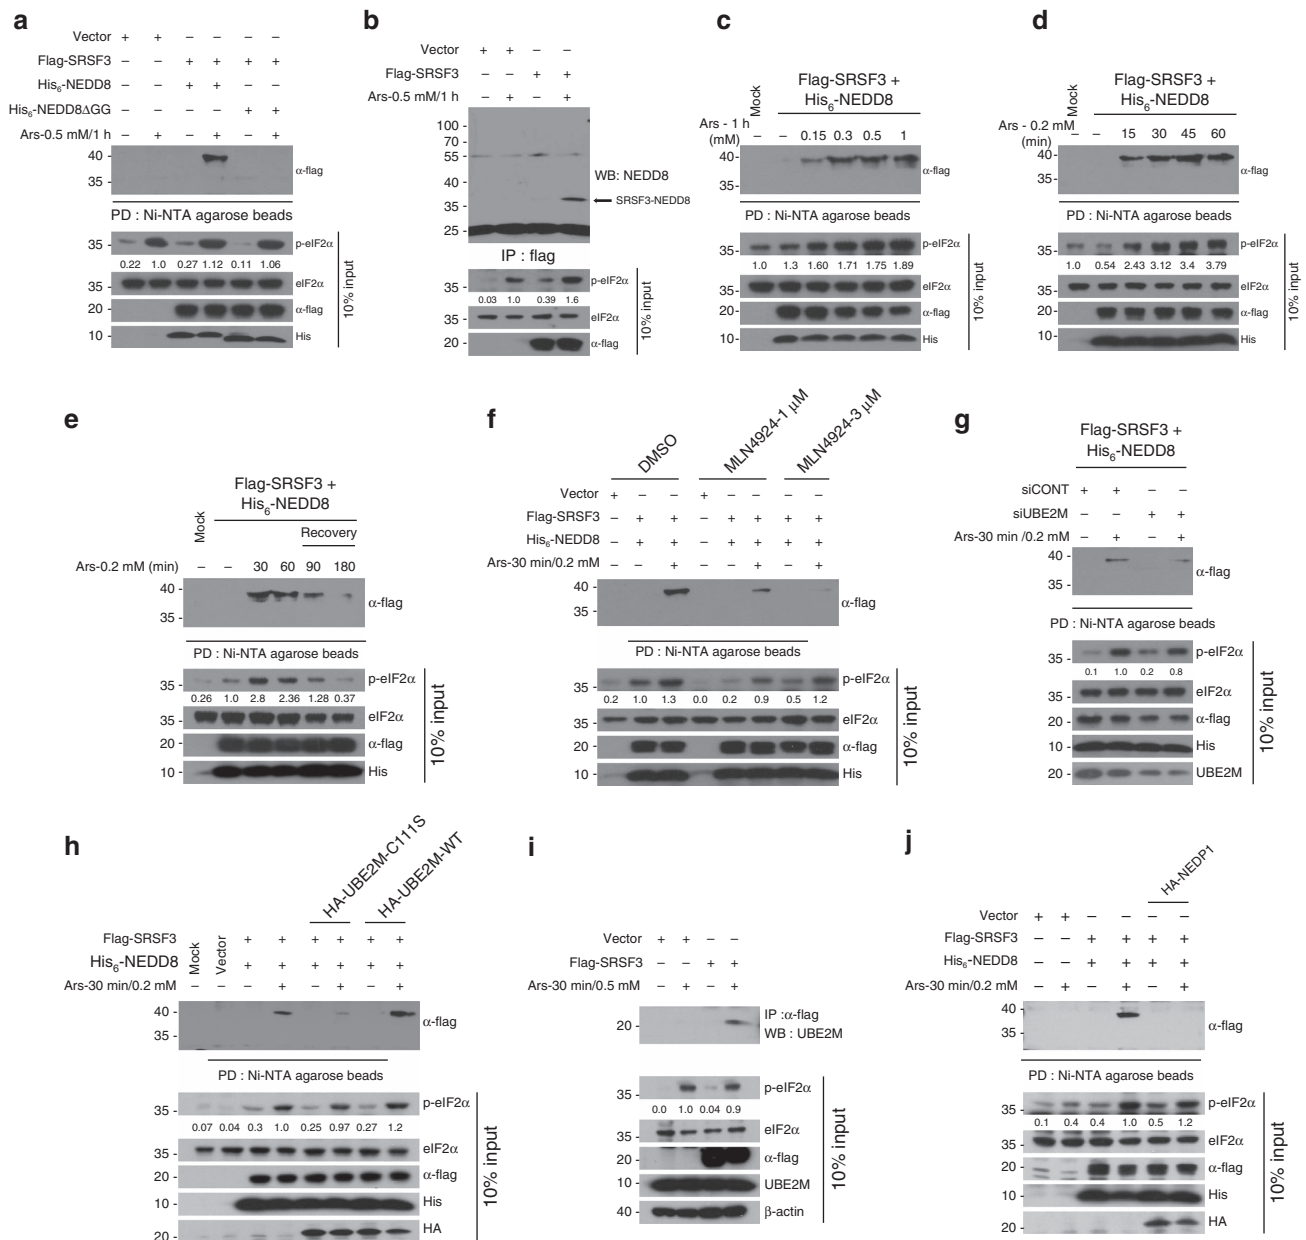 a
Vector + + – – – –
Flag-SRSF3 – – + + + +
His6-NEDD8 – – + + – –
His6-NEDD8ΔGG – – – – + +
Ars-0.5 mM/1 h – + – + – +
40
35
α-flag
PD : Ni-NTA agarose beads
35 p-eIF2α
0.22 1.0 0.27 1.12 0.11 1.06
35 eIF2α
20 α-flag
10 His
10% input
b
Vector + + – –
Flag-SRSF3 – – + +
Ars-0.5 mM/1 h – + – +
100
70
55
40
35
25
WB: NEDD8
SRSF3-NEDD8
IP : flag
35 p-eIF2α
0.03 1.0 0.39 1.6
35 eIF2α
20 α-flag
10% input
c
Flag-SRSF3 +
His6-NEDD8
Mock
Ars - 1 h
(mM)
– – 0.15 0.3 0.5 1
40
35
α-flag
PD : Ni-NTA agarose beads
35 p-eIF2α
1.0 1.3 1.60 1.71 1.75 1.89
35 eIF2α
20 α-flag
10 His
10% input
d
Flag-SRSF3 +
His6-NEDD8
Mock
Ars - 0.2 mM
(min)
– – 15 30 45 60
40
35
α-flag
PD : Ni-NTA agarose beads
35 p-eIF2α
1.0 0.54 2.43 3.12 3.4 3.79
35 eIF2α
20 α-flag
10 His
10% input
e
Flag-SRSF3 +
His6-NEDD8
Mock
Recovery
Ars-0.2 mM (min) – – 30 60 90 180
40
35
α-flag
PD : Ni-NTA agarose beads
35 p-eIF2α
0.26 1.0 2.8 2.36 1.28 0.37
35 eIF2α
20 α-flag
10 His
10% input
f
DMSO
MLN4924-1 μM
MLN4924-3 μM
Vector + – – + – – – –
Flag-SRSF3 – + + – + + + +
His6-NEDD8 – + + – + + + +
Ars-30 min/0.2 mM – – + – – + – +
40
35
α-flag
PD : Ni-NTA agarose beads
35 p-eIF2α
0.2 1.0 1.3 0.0 0.2 0.9 0.5 1.2
35 eIF2α
20 α-flag
10 His
10% input
g
Flag-SRSF3 +
His6-NEDD8
siCONT + + – –
siUBE2M – – + +
Ars-30 min /0.2 mM – + – +
40
35
α-flag
PD : Ni-NTA agarose beads
35 p-eIF2α
0.1 1.0 0.2 0.8
35 eIF2α
20 α-flag
10 His
20 UBE2M
10% input
h
HA-UBE2M-C111S
HA-UBE2M-WT
Mock
Vector
Flag-SRSF3 + + + + + +
His6-NEDD8 + + + + + +
Ars-30 min/0.2 mM – – – + – + – +
40
35
α-flag
PD : Ni-NTA agarose beads
35 p-eIF2α
0.07 0.04 0.3 1.0 0.25 0.97 0.27 1.2
35 eIF2α
20 α-flag
10 His
20 HA
10% input
i
Vector + + – –
Flag-SRSF3 – – + +
Ars-30 min/0.5 mM – + – +
20
IP :α-flag
WB : UBE2M
35 p-eIF2α
0.0 1.0 0.04 0.9
35 eIF2α
20 α-flag
10 UBE2M
40 β-actin
10% input
j
HA-NEDP1
Vector + + – – – –
Flag-SRSF3 – – + + + +
His6-NEDD8 – – + + + +
Ars-30 min/0.2 mM – + – + – +
40
35
α-flag
PD : Ni-NTA agarose beads
35 p-eIF2α
0.1 0.4 0.4 1.0 0.5 1.2
35 eIF2α
20 α-flag
10 His
20 HA
10% input